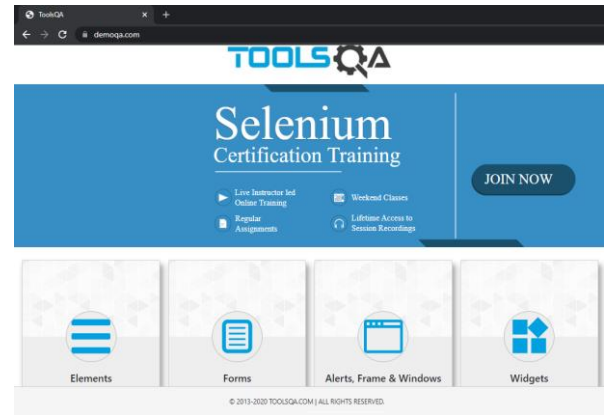 ToolsQA
demoqa.com
TOOLSQA
Selenium
Certification Training
JOIN NOW
Live Instructor led
Online Training
Weekend Classes
Regular
Assignments
Lifetime Access to
Session Recordings
Elements
Forms
Alerts, Frame & Windows
Widgets
© 2013-2020 TOOLSQA.COM | ALL RIGHTS RESERVED.